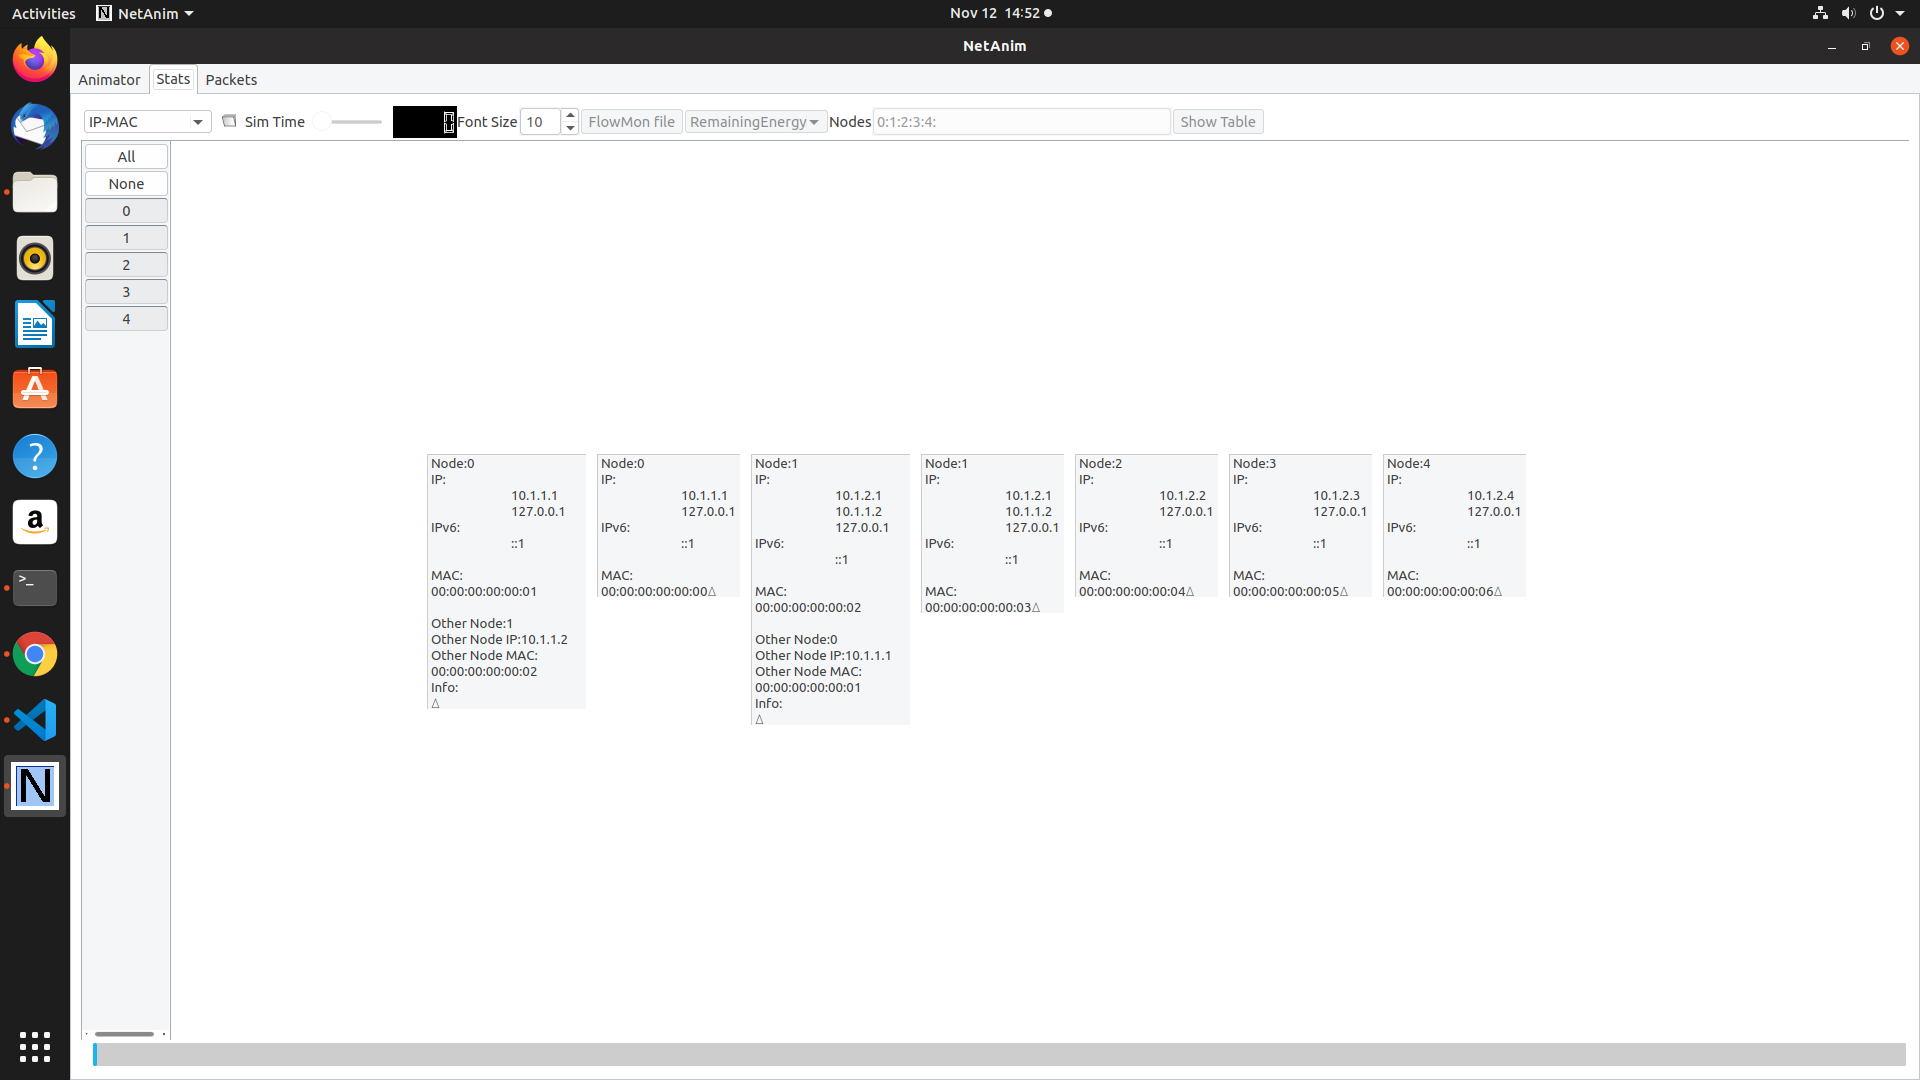 Activities NetAnim Nov 12 14:52
NetAnim
Animator Stats Packets
IP-MAC Sim Time Font Size 10 FlowMon file RemainingEnergy Nodes 0:1:2:3:4: Show Table
All
None
0
1
2
3
4
Node:0
IP:
10.1.1.1
127.0.0.1
IPv6:
::1
MAC:
00:00:00:00:00:01
Other Node:1
Other Node IP:10.1.1.2
Other Node MAC:
00:00:00:00:00:02
Info:
Node:0
IP:
10.1.1.1
127.0.0.1
IPv6:
::1
MAC:
00:00:00:00:00:00
Node:1
IP:
10.1.2.1
10.1.1.2
127.0.0.1
IPv6:
::1
MAC:
00:00:00:00:00:02
Other Node:0
Other Node IP:10.1.1.1
Other Node MAC:
00:00:00:00:00:01
Info:
Node:1
IP:
10.1.2.1
10.1.1.2
127.0.0.1
IPv6:
::1
MAC:
00:00:00:00:00:03
Node:2
IP:
10.1.2.2
127.0.0.1
IPv6:
::1
MAC:
00:00:00:00:00:04
Node:3
IP:
10.1.2.3
127.0.0.1
IPv6:
::1
MAC:
00:00:00:00:00:05
Node:4
IP:
10.1.2.4
127.0.0.1
IPv6:
::1
MAC:
00:00:00:00:00:06